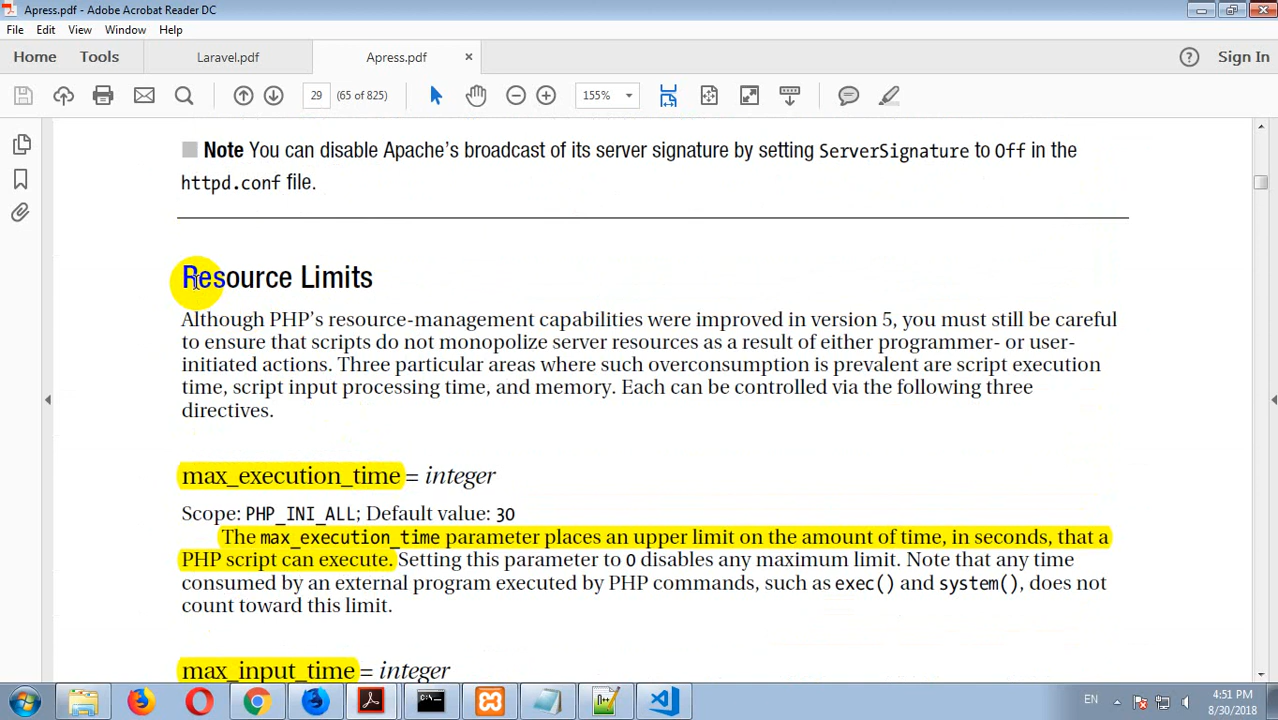 Apress.pdf - Adobe Acrobat Reader DC
File Edit View Window Help
Home Tools Laravel.pdf Apress.pdf × ? Sign In
29 (65 of 825) 155%
Note You can disable Apache's broadcast of its server signature by setting ServerSignature to Off in the
httpd.conf file.
Resource Limits
Although PHP's resource-management capabilities were improved in version 5, you must still be careful
to ensure that scripts do not monopolize server resources as a result of either programmer- or user-
initiated actions. Three particular areas where such overconsumption is prevalent are script execution
time, script input processing time, and memory. Each can be controlled via the following three
directives.
max_execution_time = integer
Scope: PHP_INI_ALL; Default value: 30
The max_execution_time parameter places an upper limit on the amount of time, in seconds, that a
PHP script can execute. Setting this parameter to 0 disables any maximum limit. Note that any time
consumed by an external program executed by PHP commands, such as exec() and system(), does not
count toward this limit.
max_input_time = integer
EN 4:51 PM
8/30/2018